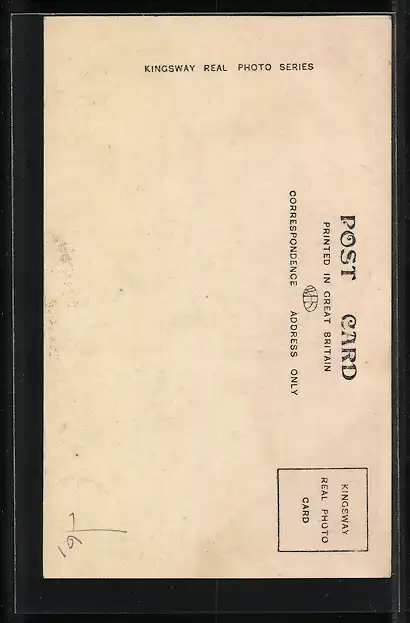 KINGSWAY REAL PHOTO SERIES
POST CARD
PRINTED IN GREAT BRITAIN
CORRESPONDENCE
ADDRESS ONLY
KINGSWAY
REAL PHOTO
CARD